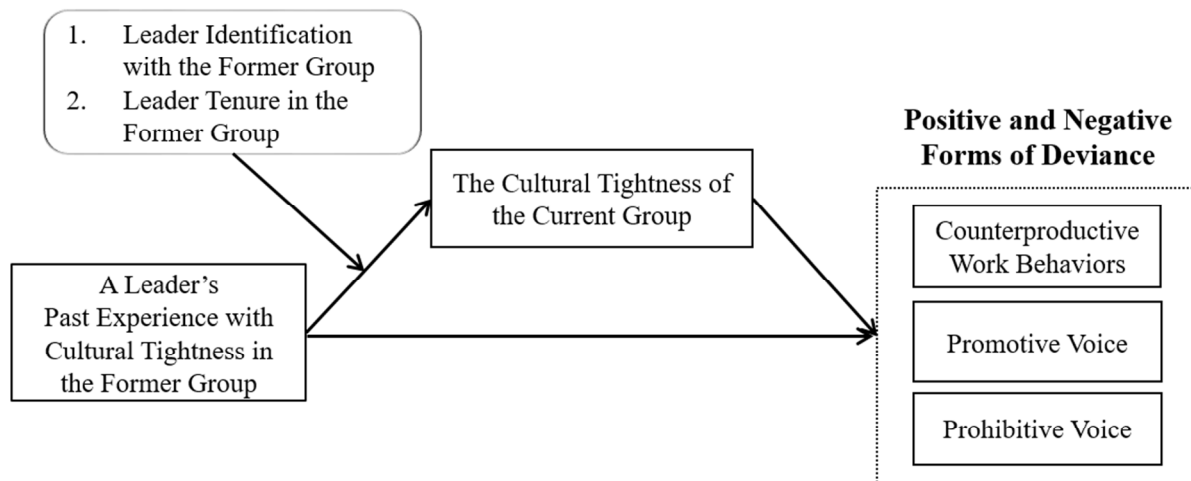 1. Leader Identification
with the Former Group
2. Leader Tenure in the
Former Group
Positive and Negative
Forms of Deviance
The Cultural Tightness of
the Current Group
Counterproductive
Work Behaviors
A Leader’s
Past Experience with
Cultural Tightness in
the Former Group
Promotive Voice
Prohibitive Voice